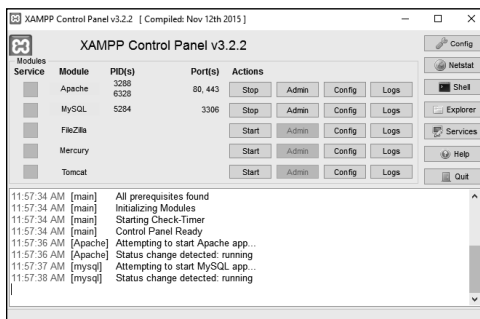 XAMPP Control Panel v3.2.2 [ Compiled: Nov 12th 2015 ]
XAMPP Control Panel v3.2.2
Config
Netstat
Shell
Explorer
Services
Help
Quit
Modules
Service Module PID(s) Port(s) Actions
Apache 3288 6328 80, 443 Stop Admin Config Logs
MySQL 5284 3306 Stop Admin Config Logs
FileZilla Start Admin Config Logs
Mercury Start Admin Config Logs
Tomcat Start Admin Config Logs
11:57:34 AM [main] All prerequisites found
11:57:34 AM [main] Initializing Modules
11:57:34 AM [main] Starting Check-Timer
11:57:34 AM [main] Control Panel Ready
11:57:36 AM [Apache] Attempting to start Apache app...
11:57:36 AM [Apache] Status change detected: running
11:57:37 AM [mysql] Attempting to start MySQL app...
11:57:38 AM [mysql] Status change detected: running